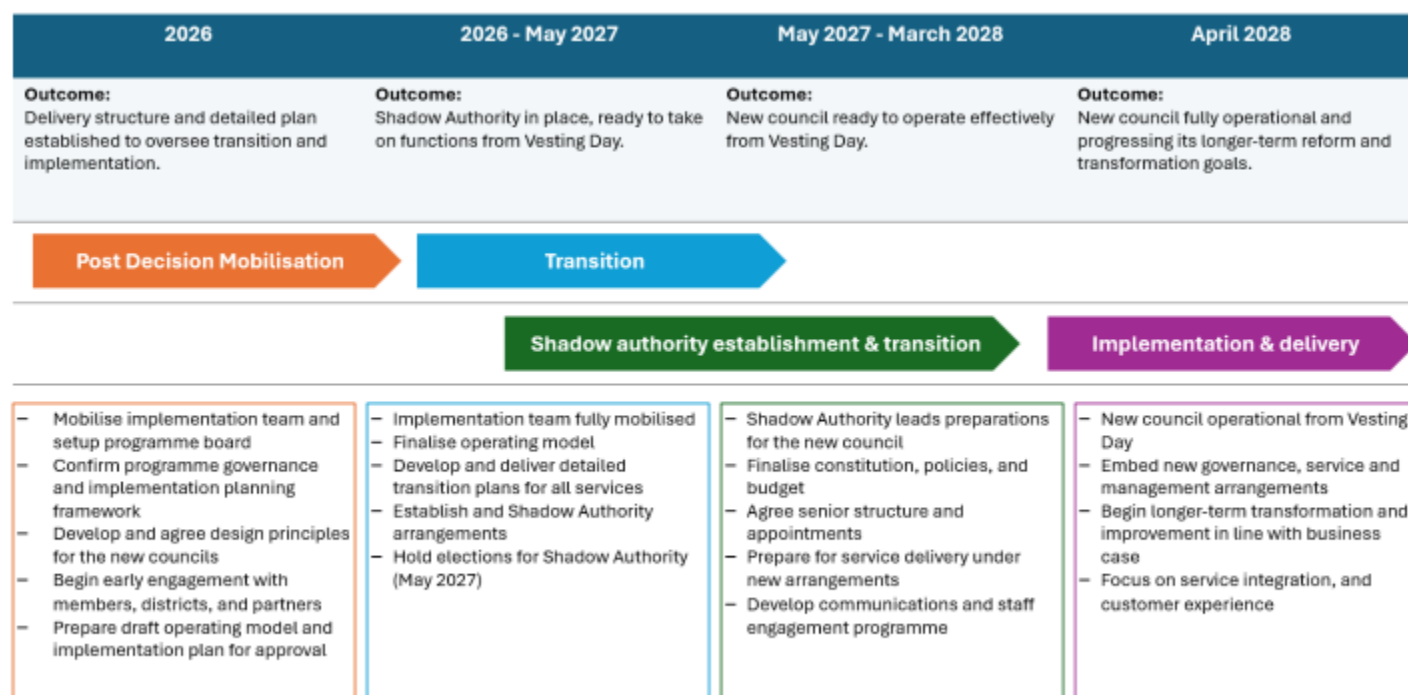 2026
2026 - May 2027
May 2027 - March 2028
April 2028
Outcome:
Delivery structure and detailed plan
established to oversee transition and
implementation.
Outcome:
Shadow Authority in place, ready to take
on functions from Vesting Day.
Outcome:
New council ready to operate effectively
from Vesting Day.
Outcome:
New council fully operational and
progressing its longer-term reform and
transformation goals.
Post Decision Mobilisation
Transition
Shadow authority establishment & transition
Implementation & delivery
– Mobilise implementation team and
setup programme board
– Confirm programme governance
and implementation planning
framework
– Develop and agree design principles
for the new councils
– Begin early engagement with
members, districts, and partners
– Prepare draft operating model and
implementation plan for approval
– Implementation team fully mobilised
– Finalise operating model
– Develop and deliver detailed
transition plans for all services
– Establish and Shadow Authority
arrangements
– Hold elections for Shadow Authority
(May 2027)
– Shadow Authority leads preparations
for the new council
– Finalise constitution, policies, and
budget
– Agree senior structure and
appointments
– Prepare for service delivery under
new arrangements
– Develop communications and staff
engagement programme
– New council operational from Vesting
Day
– Embed new governance, service and
management arrangements
– Begin longer-term transformation and
improvement in line with business
case
– Focus on service integration, and
customer experience